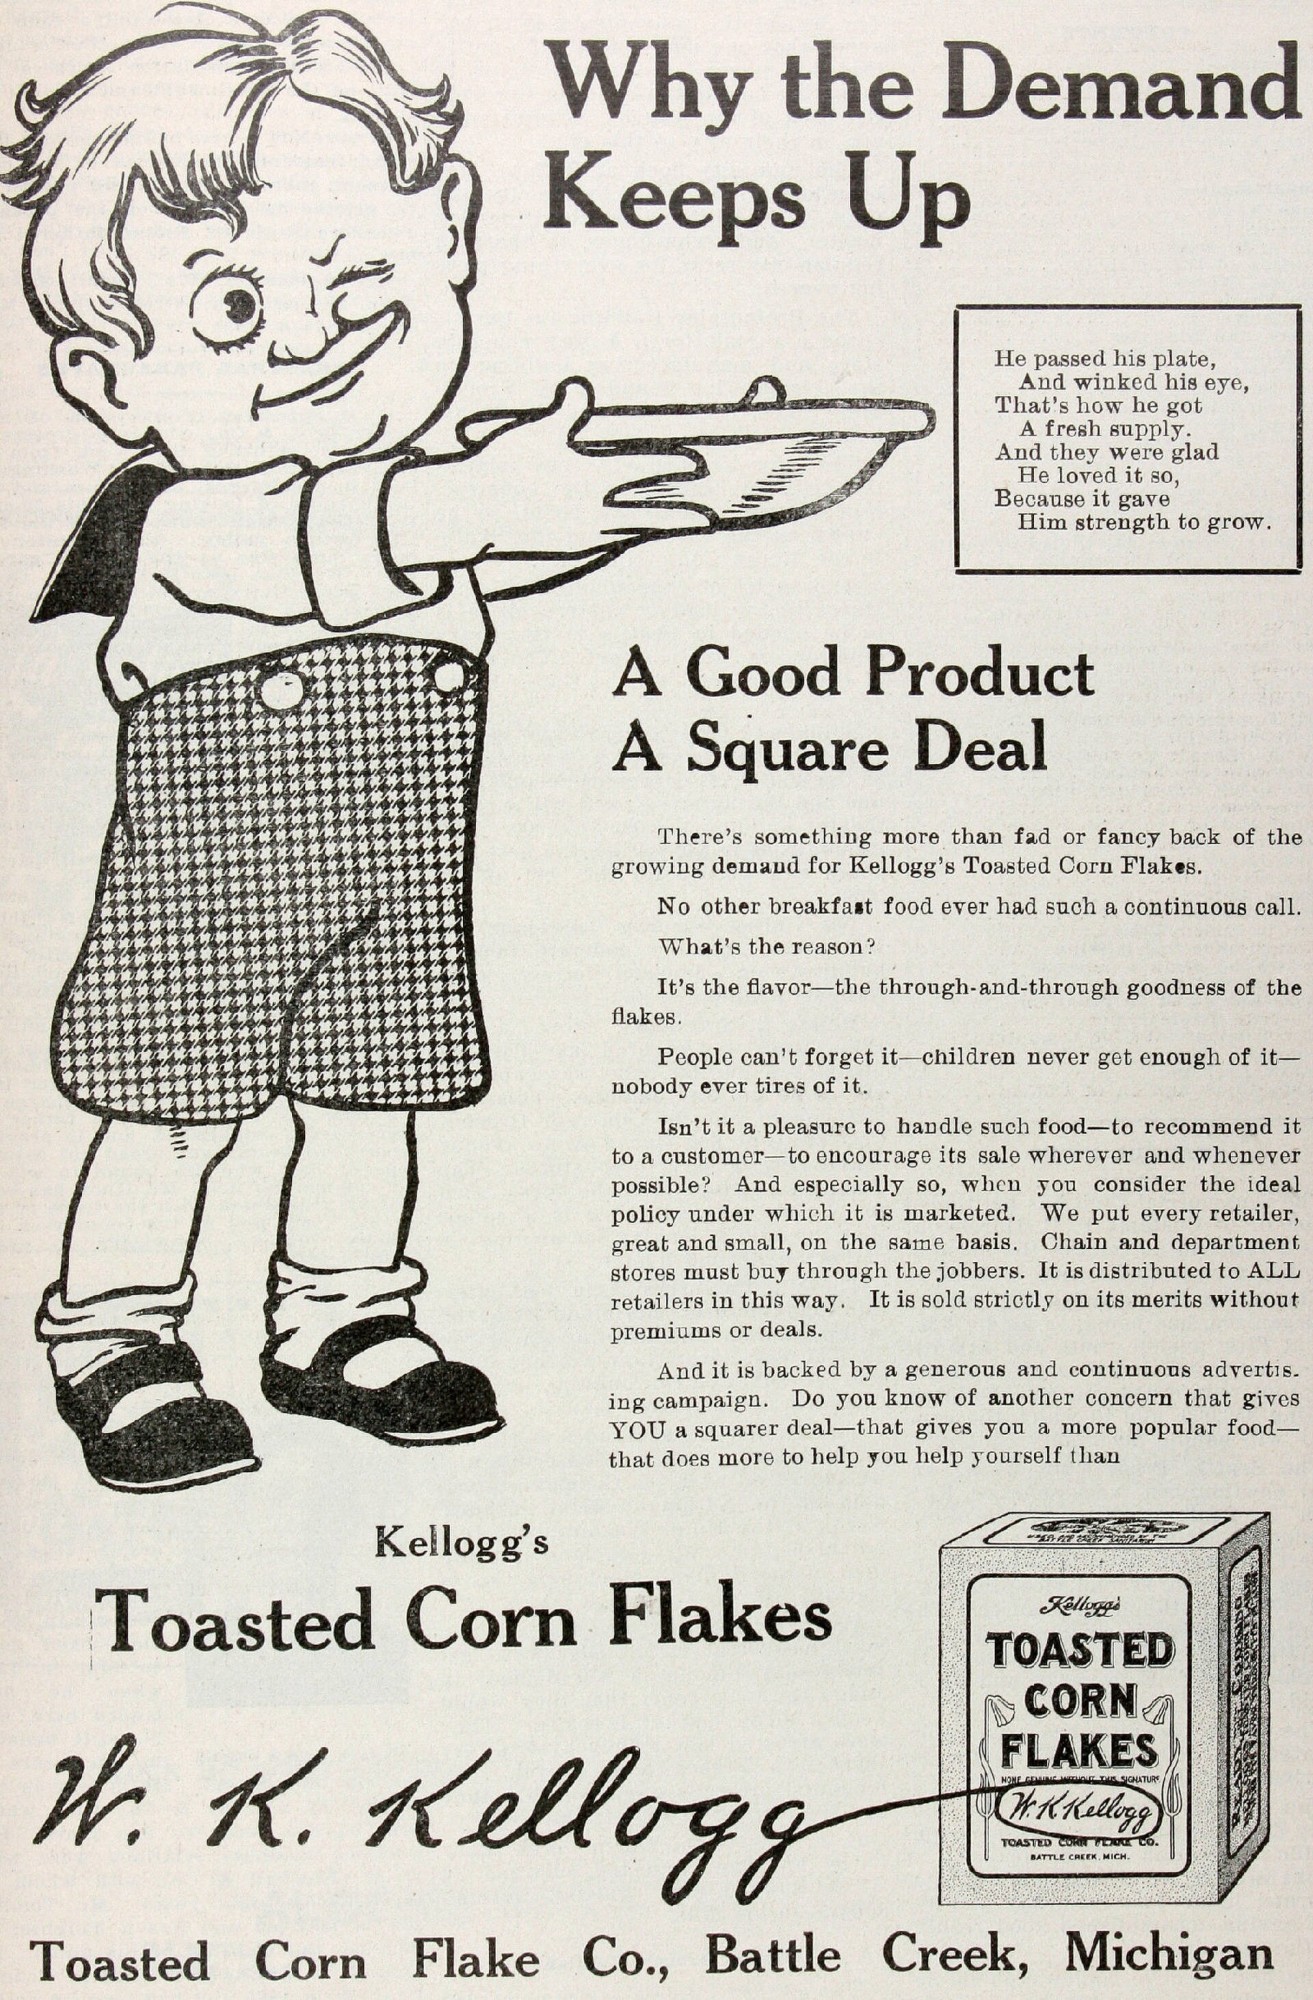 Why the Demand
Keeps Up
He passed his plate,
And winked his eye,
That's how he got
A fresh supply.
And they were glad
He loved it so,
Because it gave
Him strength to grow.
A Good Product
A Square Deal
There's something more than fad or fancy back of the
growing demand for Kellogg's Toasted Corn Flakes.
No other breakfast food ever had such a continuous call.
What's the reason?
It's the flavor—the through-and-through goodness of the
flakes.
People can't forget it—children never get enough of it—
nobody ever tires of it.
Isn't it a pleasure to handle such food—to recommend it
to a customer—to encourage its sale wherever and whenever
possible? And especially so, when you consider the ideal
policy under which it is marketed. We put every retailer,
great and small, on the same basis. Chain and department
stores must buy through the jobbers. It is distributed to ALL
retailers in this way. It is sold strictly on its merits without
premiums or deals.
And it is backed by a generous and continuous advertis-
ing campaign. Do you know of another concern that gives
YOU a squarer deal—that gives you a more popular food—
that does more to help you help yourself than
Kellogg's
Toasted Corn Flakes
W. K. Kellogg
Kellogg's
TOASTED
CORN
FLAKES
NONE GENUINE WITHOUT THIS SIGNATURE
W. K. Kellogg
TOASTED CORN FLAKE CO.
BATTLE CREEK, MICH.
Toasted Corn Flake Co., Battle Creek, Michigan